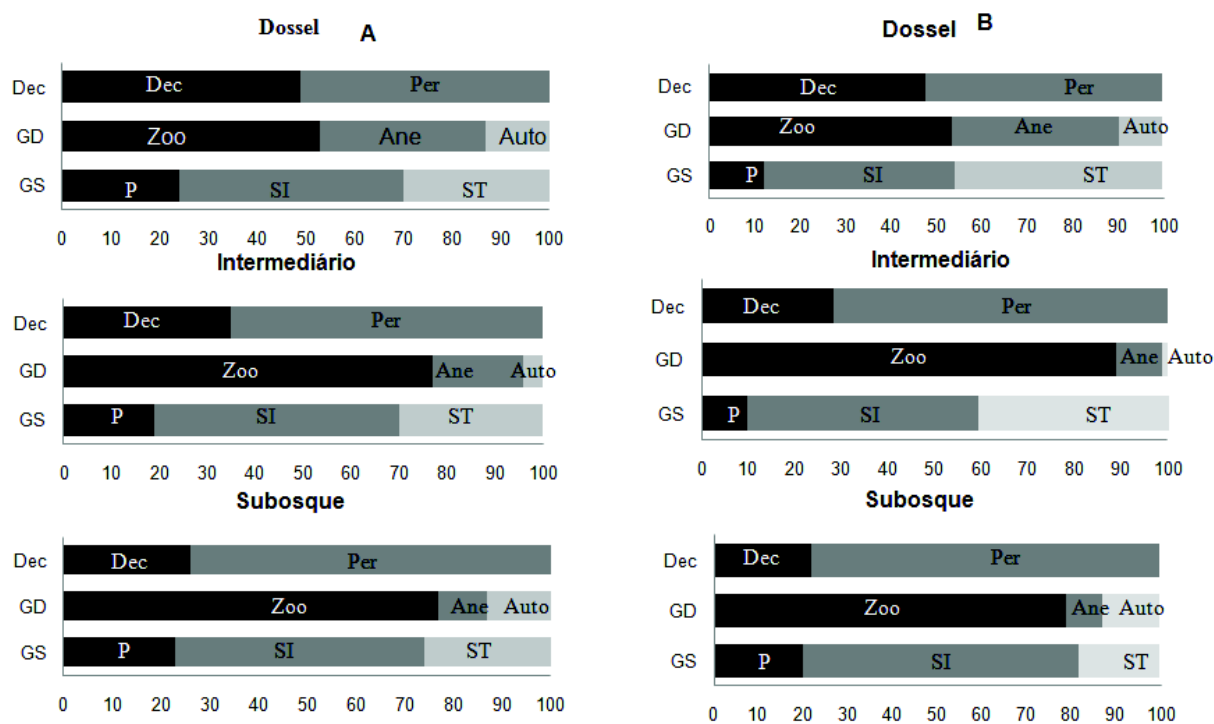 Dossel A
Dec Dec Per
GD Zoo Ane Auto
GS P SI ST
0 10 20 30 40 50 60 70 80 90 100
Intermediário
Dec Dec Per
GD Zoo Ane Auto
GS P SI ST
0 10 20 30 40 50 60 70 80 90 100
Subosque
Dec Dec Per
GD Zoo Ane Auto
GS P SI ST
0 10 20 30 40 50 60 70 80 90 100
Dossel B
Dec Dec Per
GD Zoo Ane Auto
GS P SI ST
0 10 20 30 40 50 60 70 80 90 100
Intermediário
Dec Dec Per
GD Zoo Ane Auto
GS P SI ST
0 10 20 30 40 50 60 70 80 90 100
Subosque
Dec Dec Per
GD Zoo Ane Auto
GS P SI ST
0 10 20 30 40 50 60 70 80 90 100